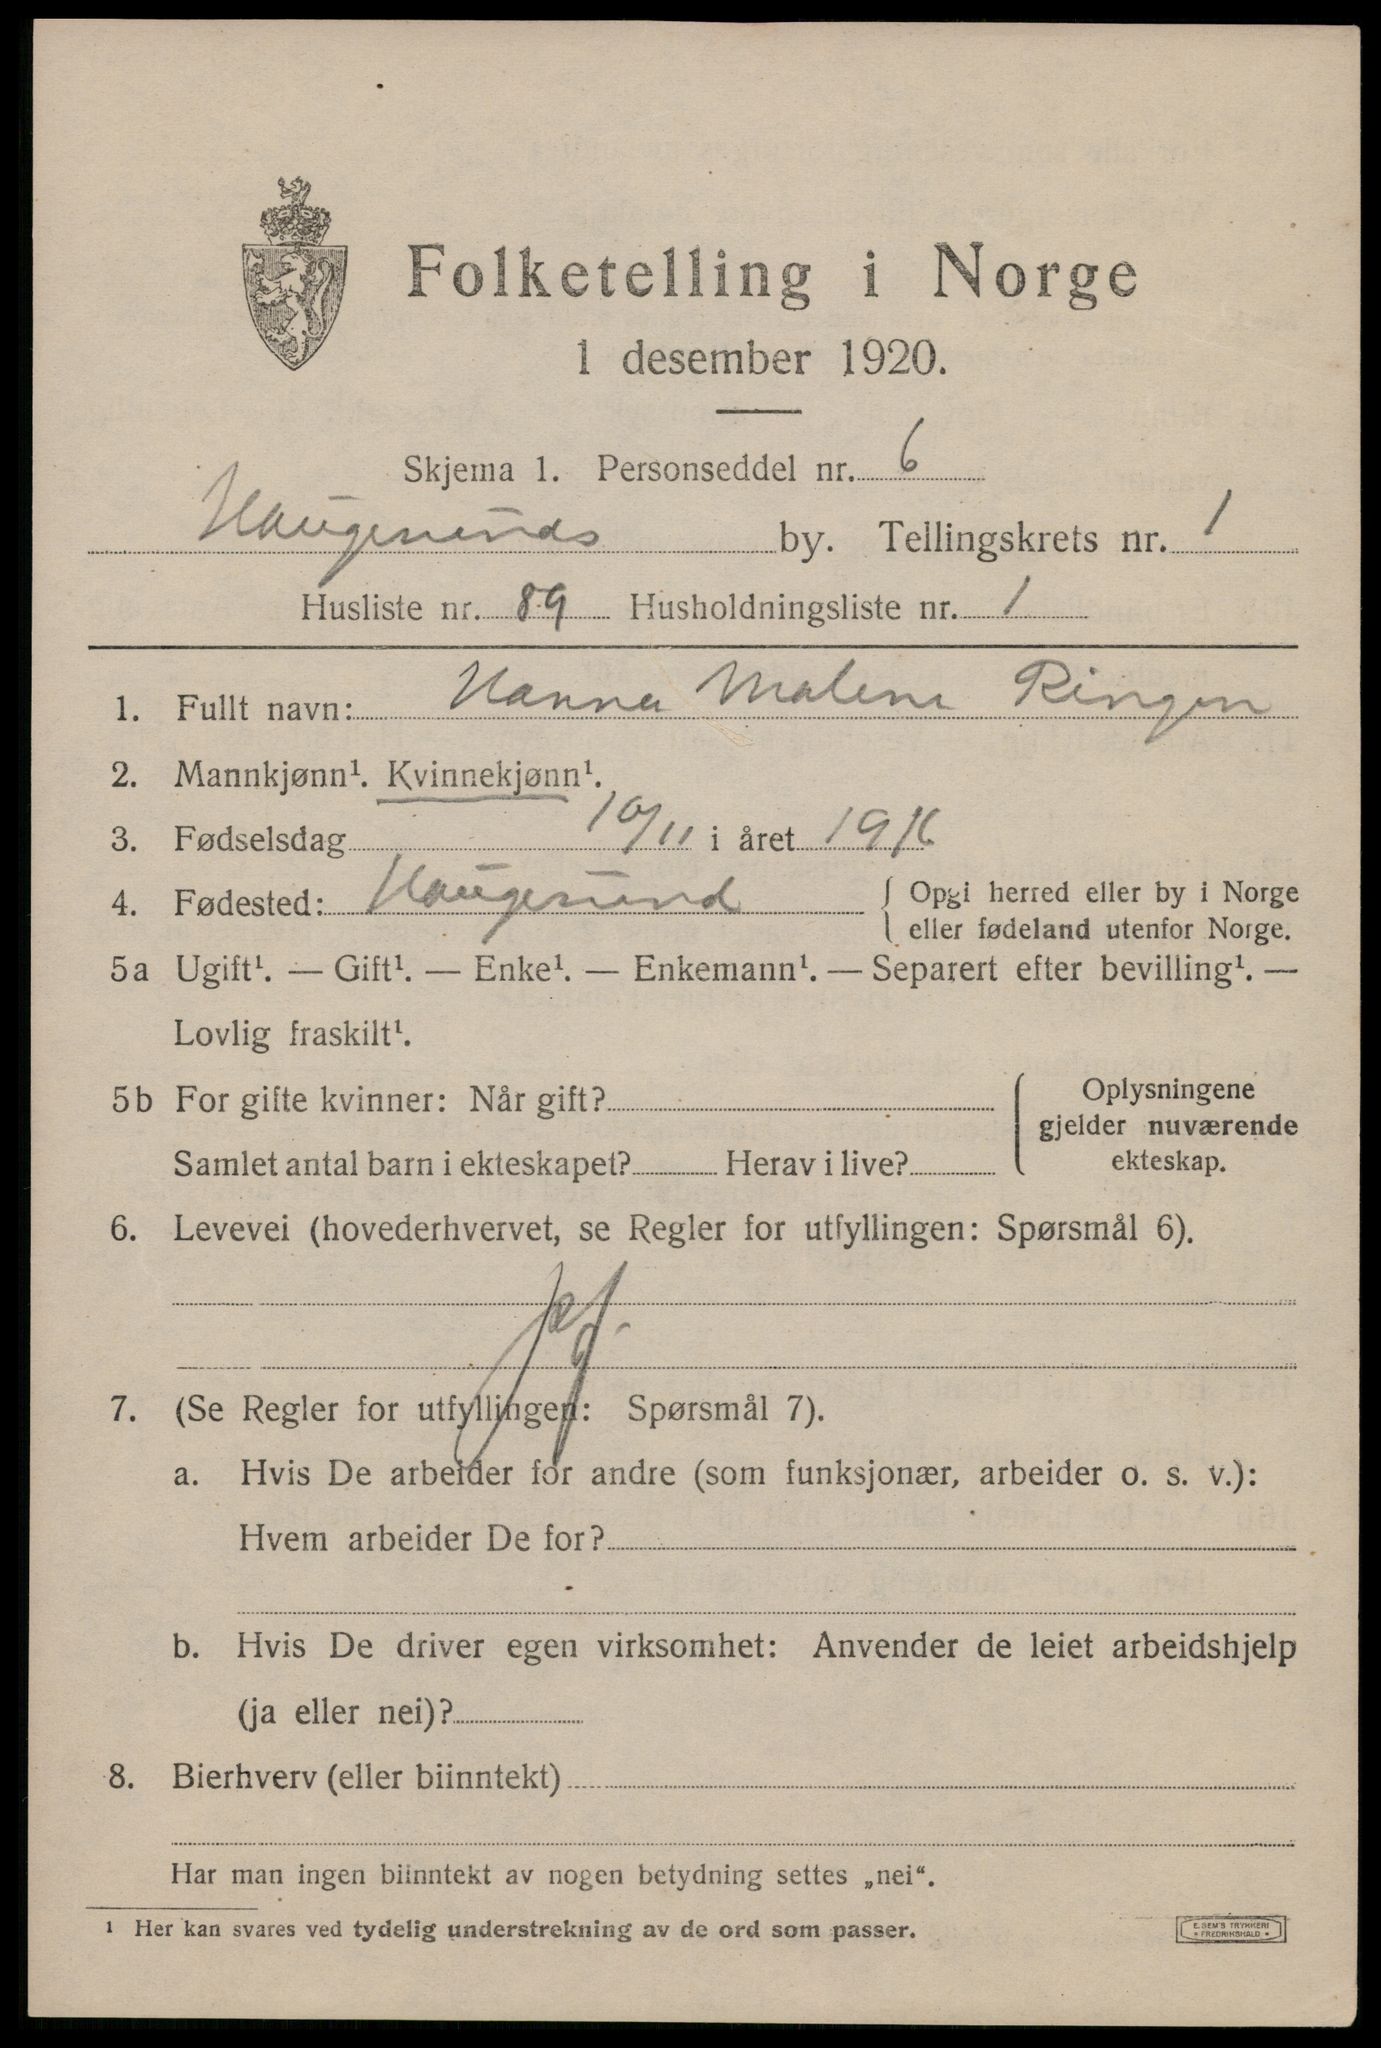 Folketelling i Norge
1 desember 1920.
Skjema 1. Personseddel nr. 6
Haugesunds by. Tellingskrets nr. 1
Husliste nr. 89 Husholdningsliste nr. 1
1. Fullt navn: Hanna Malene Ringen
2. Mannkjønn¹. Kvinnekjønn¹.
3. Fødselsdag 10/11 i året 1916
4. Fødested: Haugesund { Opgi herred eller by i Norge
eller fødeland utenfor Norge.
5a Ugift¹. — Gift¹. — Enke¹. — Enkemann¹. — Separert efter bevilling¹. —
Lovlig fraskilt¹.
5b For gifte kvinner: Når gift?
Samlet antal barn i ekteskapet? Herav i live?
Oplysningene
gjelder nuværende
ekteskap.
6. Levevei (hovederhvervet, se Regler for utfyllingen: Spørsmål 6).
7. (Se Regler for utfyllingen: Spørsmål 7).
a. Hvis De arbeider for andre (som funksjonær, arbeider o. s. v.):
Hvem arbeider De for?
b. Hvis De driver egen virksomhet: Anvender de leiet arbeidshjelp
(ja eller nei)?
8. Bierhverv (eller biinntekt)
Har man ingen biinntekt av nogen betydning settes „nei“.
¹ Her kan svares ved tydelig understrekning av de ord som passer.
E. SEM'S TRYKKERI
• FREDRIKSHALD •